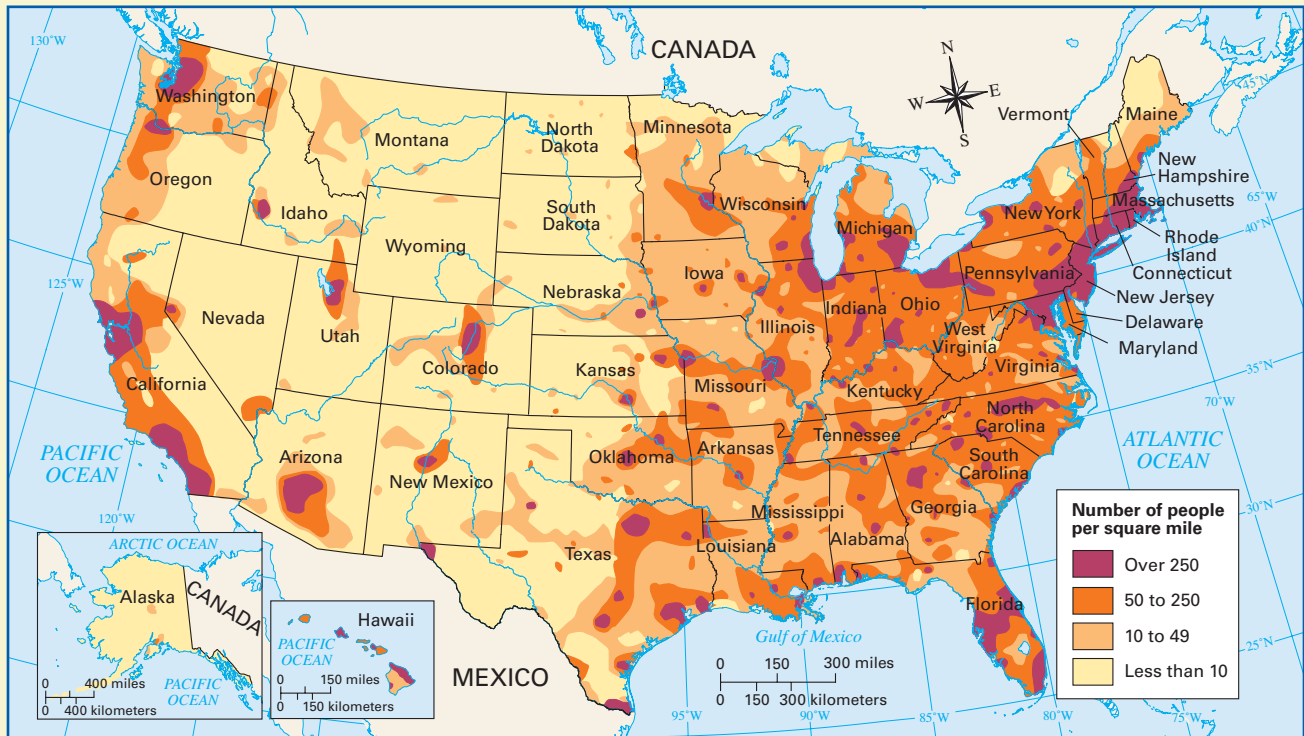 130°W
CANADA
N
W
E
S
45°N
Washington
Montana
North
Dakota
Minnesota
Vermont
Maine
Oregon
Idaho
South
Dakota
Wisconsin
Michigan
New York
New
Hampshire
Massachusetts
65°W
40°N
Rhode
Island
Connecticut
Wyoming
Iowa
Pennsylvania
New Jersey
125°W
Nevada
Utah
Nebraska
Illinois
Indiana
Ohio
West
Virginia
Delaware
Maryland
California
Colorado
Kansas
Missouri
Kentucky
Virginia
35°N
70°W
North
Carolina
PACIFIC
OCEAN
Arizona
New Mexico
Oklahoma
Arkansas
Tennessee
South
Carolina
ATLANTIC
OCEAN
120°W
Texas
Louisiana
Mississippi
Alabama
Georgia
30°N
Florida
Gulf of Mexico
25°N
MEXICO
0 150 300 miles
0 150 300 kilometers
95°W
90°W
85°W
80°W
75°W
ARCTIC OCEAN
Alaska
CANADA
0 400 miles
0 400 kilometers
PACIFIC
OCEAN
Hawaii
PACIFIC
OCEAN
0 150 miles
0 150 kilometers
Number of people
per square mile
Over 250
50 to 250
10 to 49
Less than 10